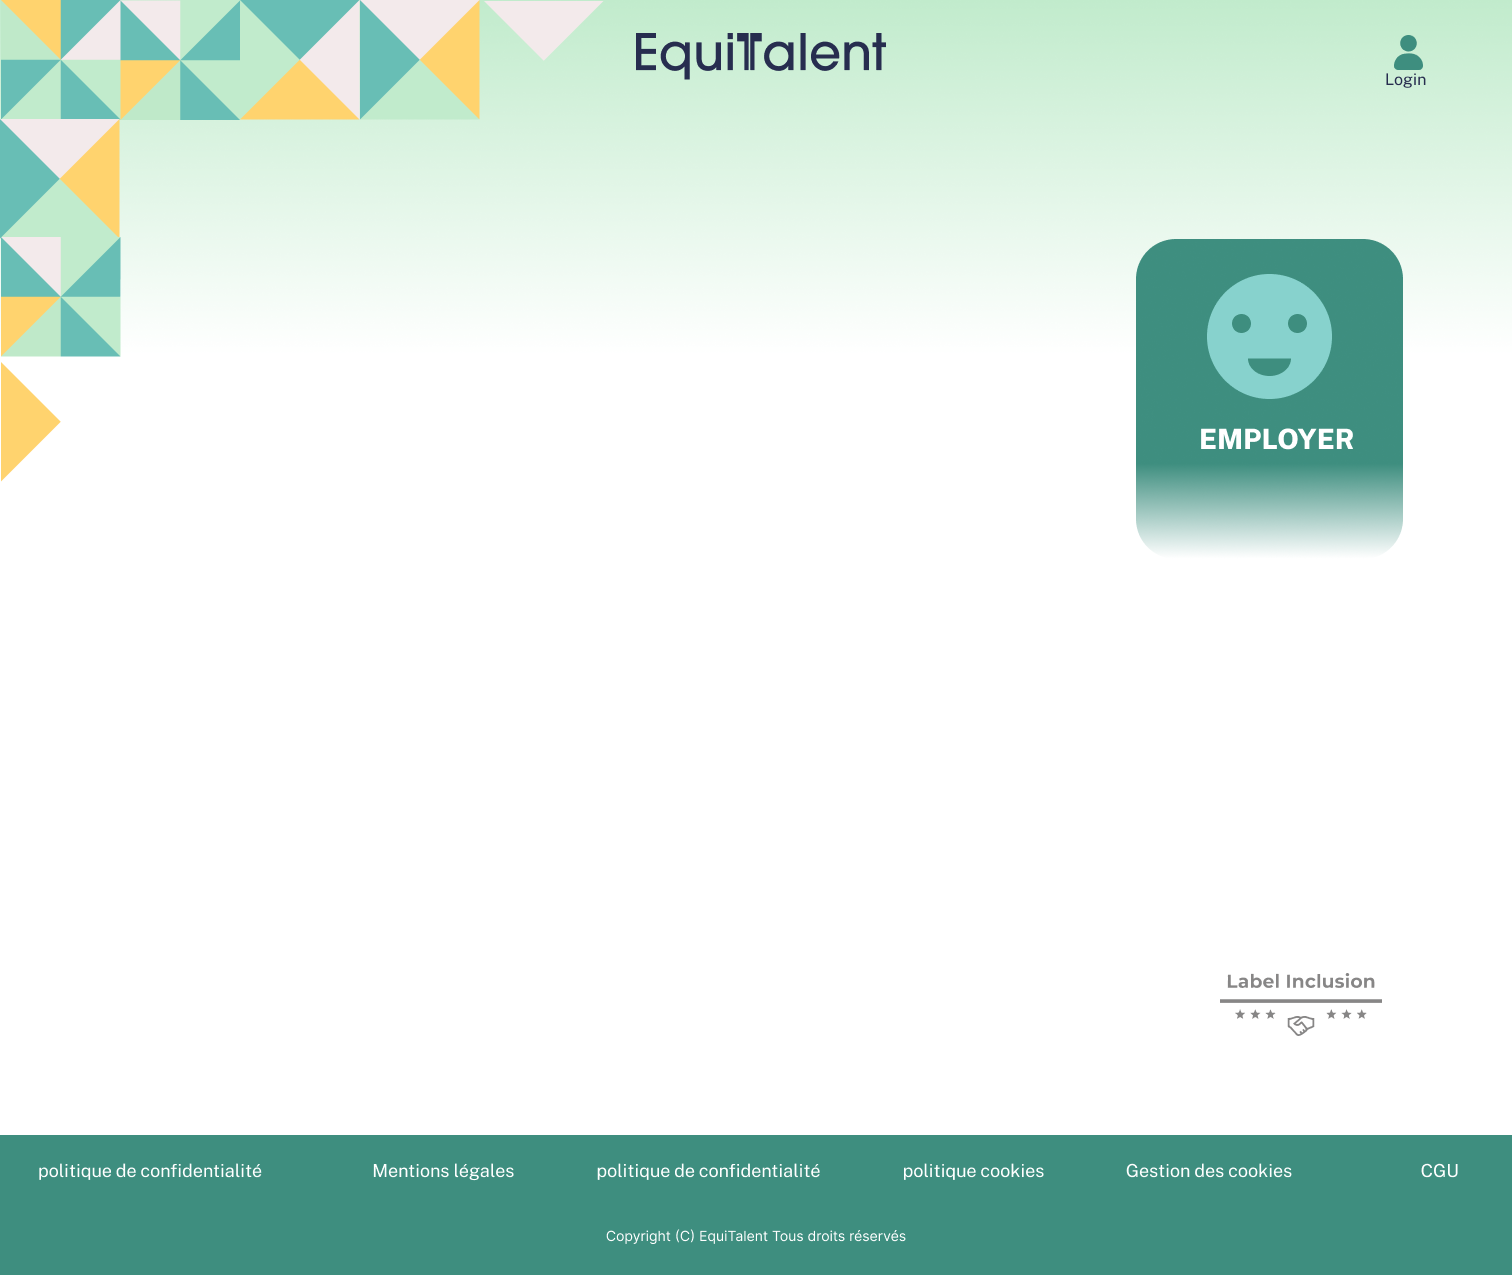 EquiTalent
Login
EMPLOYER
Label Inclusion
politique de confidentialité
Mentions légales
politique de confidentialité
politique cookies
Gestion des cookies
CGU
Copyright (C) EquiTalent Tous droits réservés